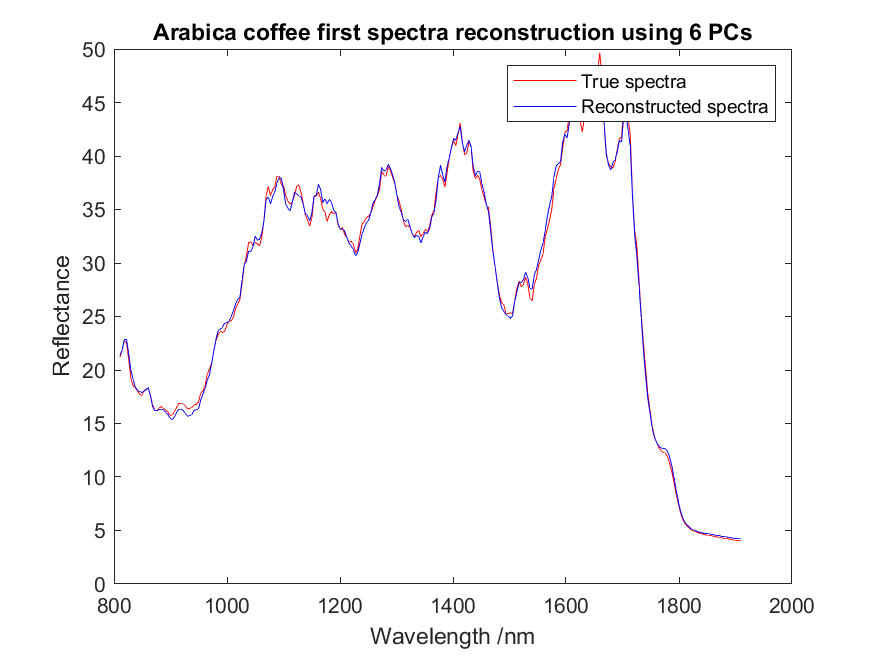 Arabica coffee first spectra reconstruction using 6 PCs
50
45
40
35
30
25
20
15
10
5
0
Reflectance
True spectra
Reconstructed spectra
800 1000 1200 1400 1600 1800 2000
Wavelength /nm